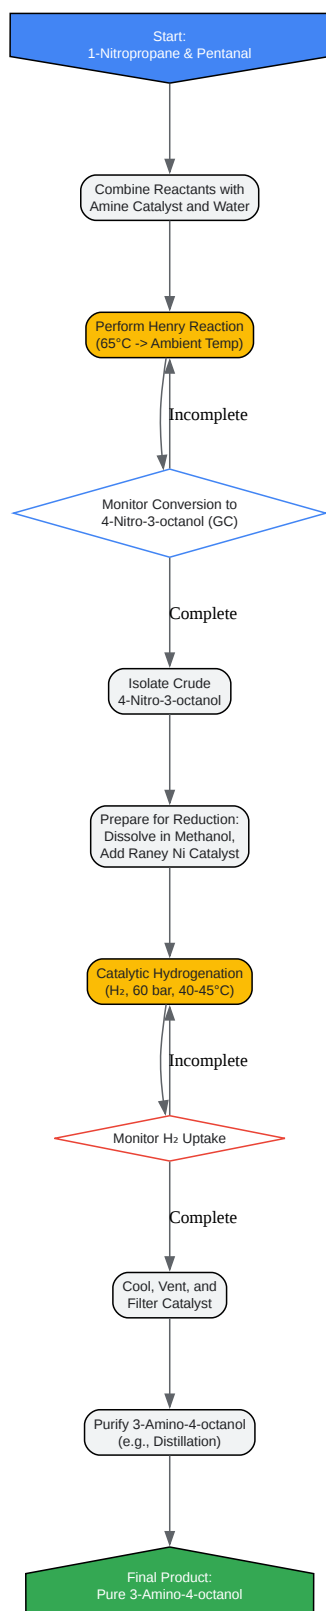 Start:
1-Nitropropane & Pentanal
Combine Reactants with
Amine Catalyst and Water
Perform Henry Reaction
(65°C -> Ambient Temp)
Incomplete
Monitor Conversion to
4-Nitro-3-octanol (GC)
Complete
Isolate Crude
4-Nitro-3-octanol
Prepare for Reduction:
Dissolve in Methanol,
Add Raney Ni Catalyst
Catalytic Hydrogenation
(H₂, 60 bar, 40-45°C)
Incomplete
Monitor H₂ Uptake
Complete
Cool, Vent, and
Filter Catalyst
Purify 3-Amino-4-octanol
(e.g., Distillation)
Final Product:
Pure 3-Amino-4-octanol